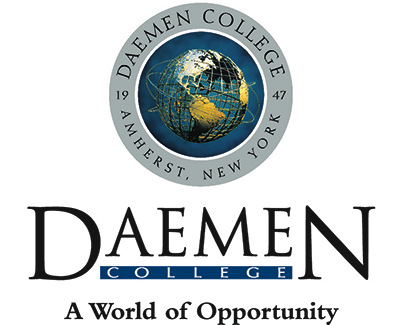 DAEMEN COLLEGE
19 47
AMHERST, NEW YORK
DAEMEN
COLLEGE
A World of Opportunity